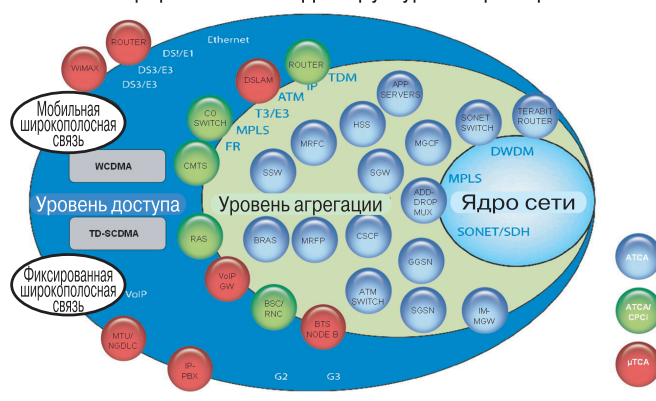 Ethernet
ROUTER
WiMAX
DS!/E1
DS3/E3
DS3/E3
ROUTER
DSLAM
IP
TDM
ATM
T3/E3
MPLS
FR
CO
SWITCH
CMTS
APP
SERVERS
HSS
MRFC
MGCF
SONET
SWITCH
TERABIT
ROUTER
DWDM
SSW
SGW
MPLS
ADD-
DROP
MUX
Мобильная
широкополосная
связь
WCDMA
Уровень доступа
Уровень агрегации
Ядро сети
TD-SCDMA
RAS
BRAS
MRFP
CSCF
SONET/SDH
GGSN
VoIP
GW
Фиксированная
широкополосная
связь
VoIP
BSC/
RNC
ATM
SWITCH
SGSN
IM-
MGW
BTS
NODE B
MTU/
NGDLC
IP-
PBX
G2
G3
ATCA
ATCA/
CPCI
µTCA